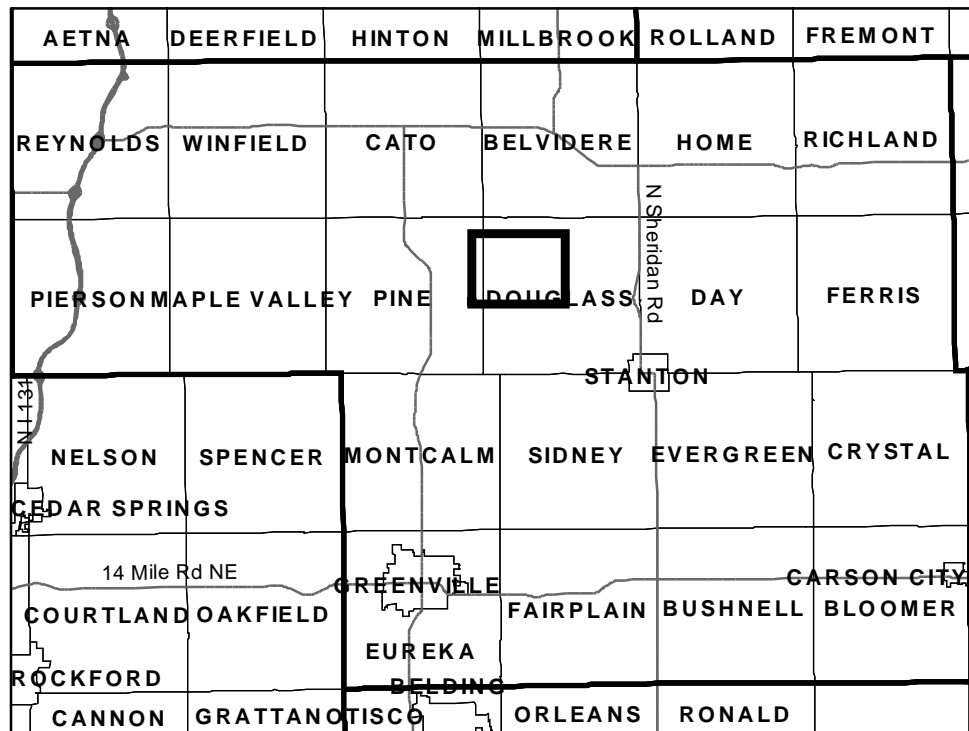 AETNA DEERFIELD HINTON MILLBROOK ROLLAND FREMONT
REYNOLDS WINFIELD CATO BELVIDERE HOME RICHLAND
N Sheridan Rd
PIERSON MAPLE VALLEY PINE DOUGLASS DAY FERRIS
STANTON
N I 131
NELSON SPENCER MONTCALM SIDNEY EVERGREEN CRYSTAL
CEDAR SPRINGS
14 Mile Rd NE
GREENVILLE CARSON CITY
COURTLAND OAKFIELD FAIRPLAIN BUSHNELL BLOOMER
EUREKA
ROCKFORD BELDING
CANNON GRATTAN OTISCO ORLEANS RONALD